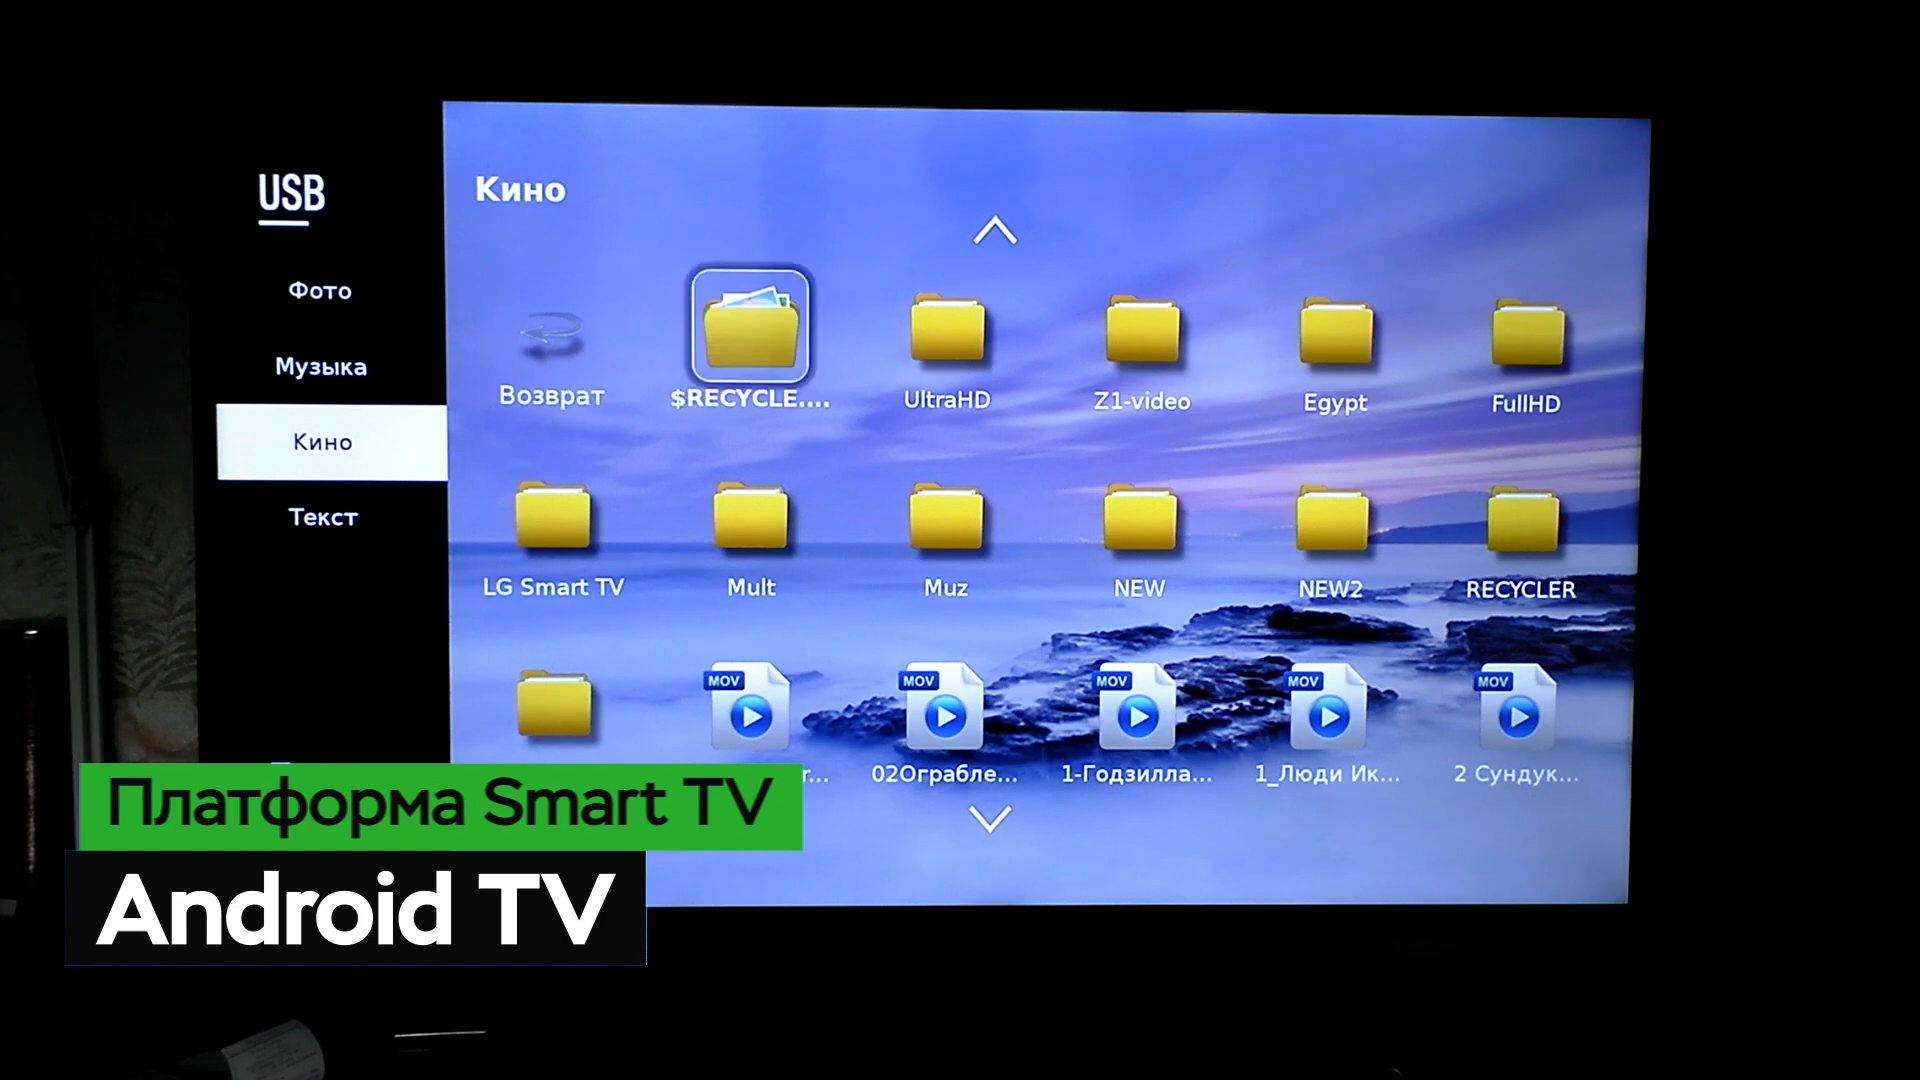 USB
Фото
Музыка
Кино
Текст
Кино
Возврат
$RECYCLE....
UltraHD
Z1-video
Egypt
FullHD
LG Smart TV
Mult
Muz
NEW
NEW2
RECYCLER
MOV
MOV
MOV
MOV
MOV
02Ограбле...
1-Годзилла...
1_Люди Ик...
2 Сундук...
Платформа Smart TV
Android TV